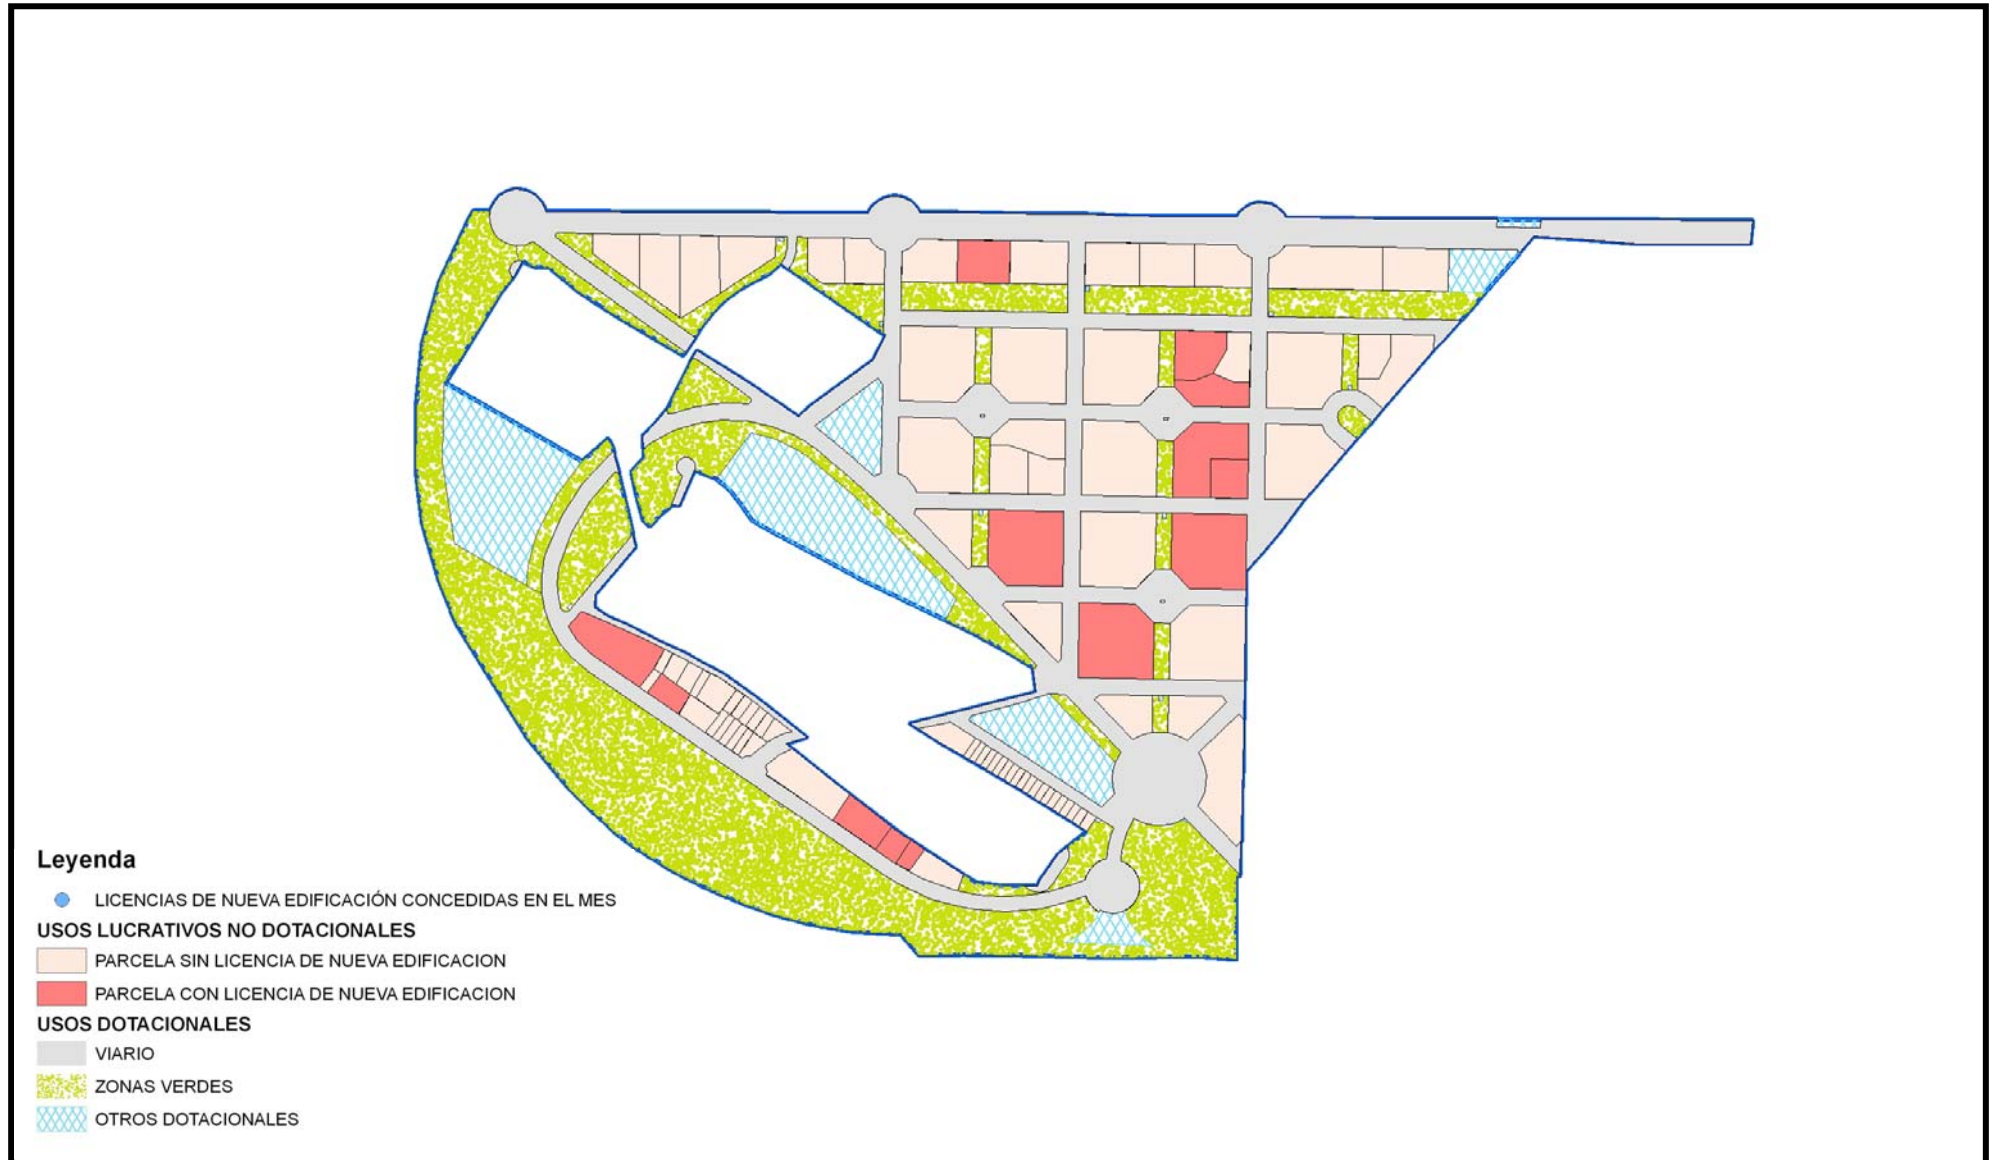 Leyenda
LICENCIAS DE NUEVA EDIFICACIÓN CONCEDIDAS EN EL MES
USOS LUCRATIVOS NO DOTACIONALES
PARCELA SIN LICENCIA DE NUEVA EDIFICACION
PARCELA CON LICENCIA DE NUEVA EDIFICACION
USOS DOTACIONALES
VIARIO
ZONAS VERDES
OTROS DOTACIONALES